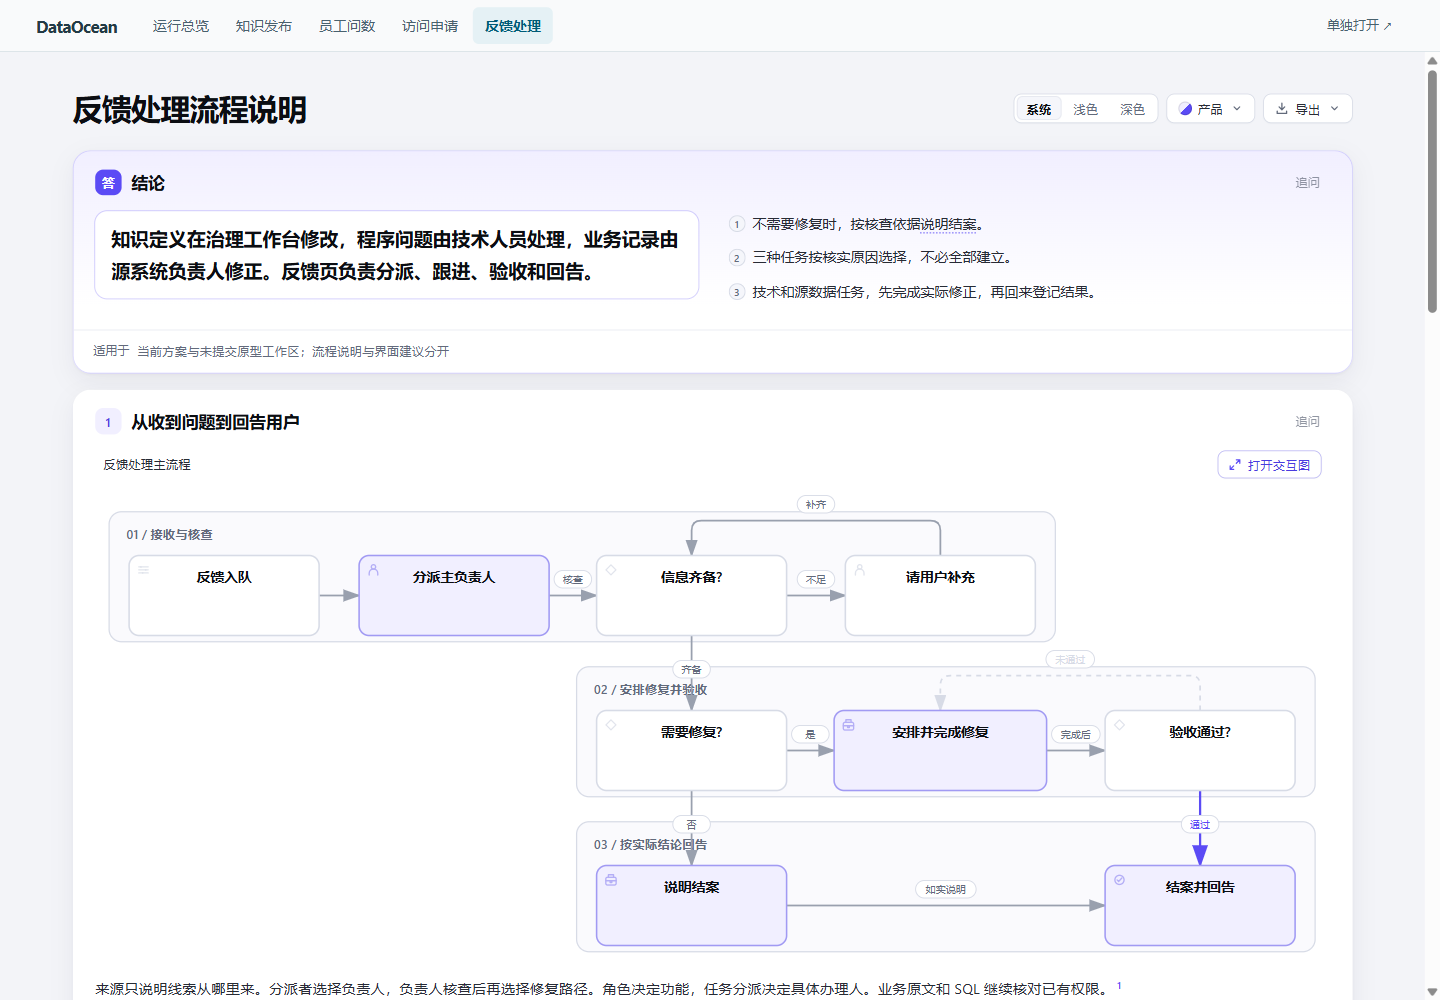 DataOcean 运行总览 知识发布 员工问数 访问申请 反馈处理 单独打开 ↗
反馈处理流程说明
系统 浅色 深色 产品 导出
答 结论 追问
知识定义在治理工作台修改，程序问题由技术人员处理，业务记录由
源系统负责人修正。反馈页负责分派、跟进、验收和回告。
1 不需要修复时，按核查依据说明结案。
2 三种任务按核实原因选择，不必全部建立。
3 技术和源数据任务，先完成实际修正，再回来登记结果。
适用于 当前方案与未提交原型工作区；流程说明与界面建议分开
1 从收到问题到回告用户 追问
反馈处理主流程 打开交互图
补齐
01 / 接收与核查
反馈入队 分派主负责人 信息齐备? 请用户补充
核查 不足
齐备 未通过
02 / 安排修复并验收
需要修复? 安排并完成修复 验收通过?
是 完成后
否 通过
03 / 按实际结论回告
说明结案 结案并回告
如实说明
来源只说明线索从哪里来。分派者选择负责人，负责人核查后再选择修复路径。角色决定功能，任务分派决定具体办理人。业务原文和 SQL 继续核对已有权限。 1